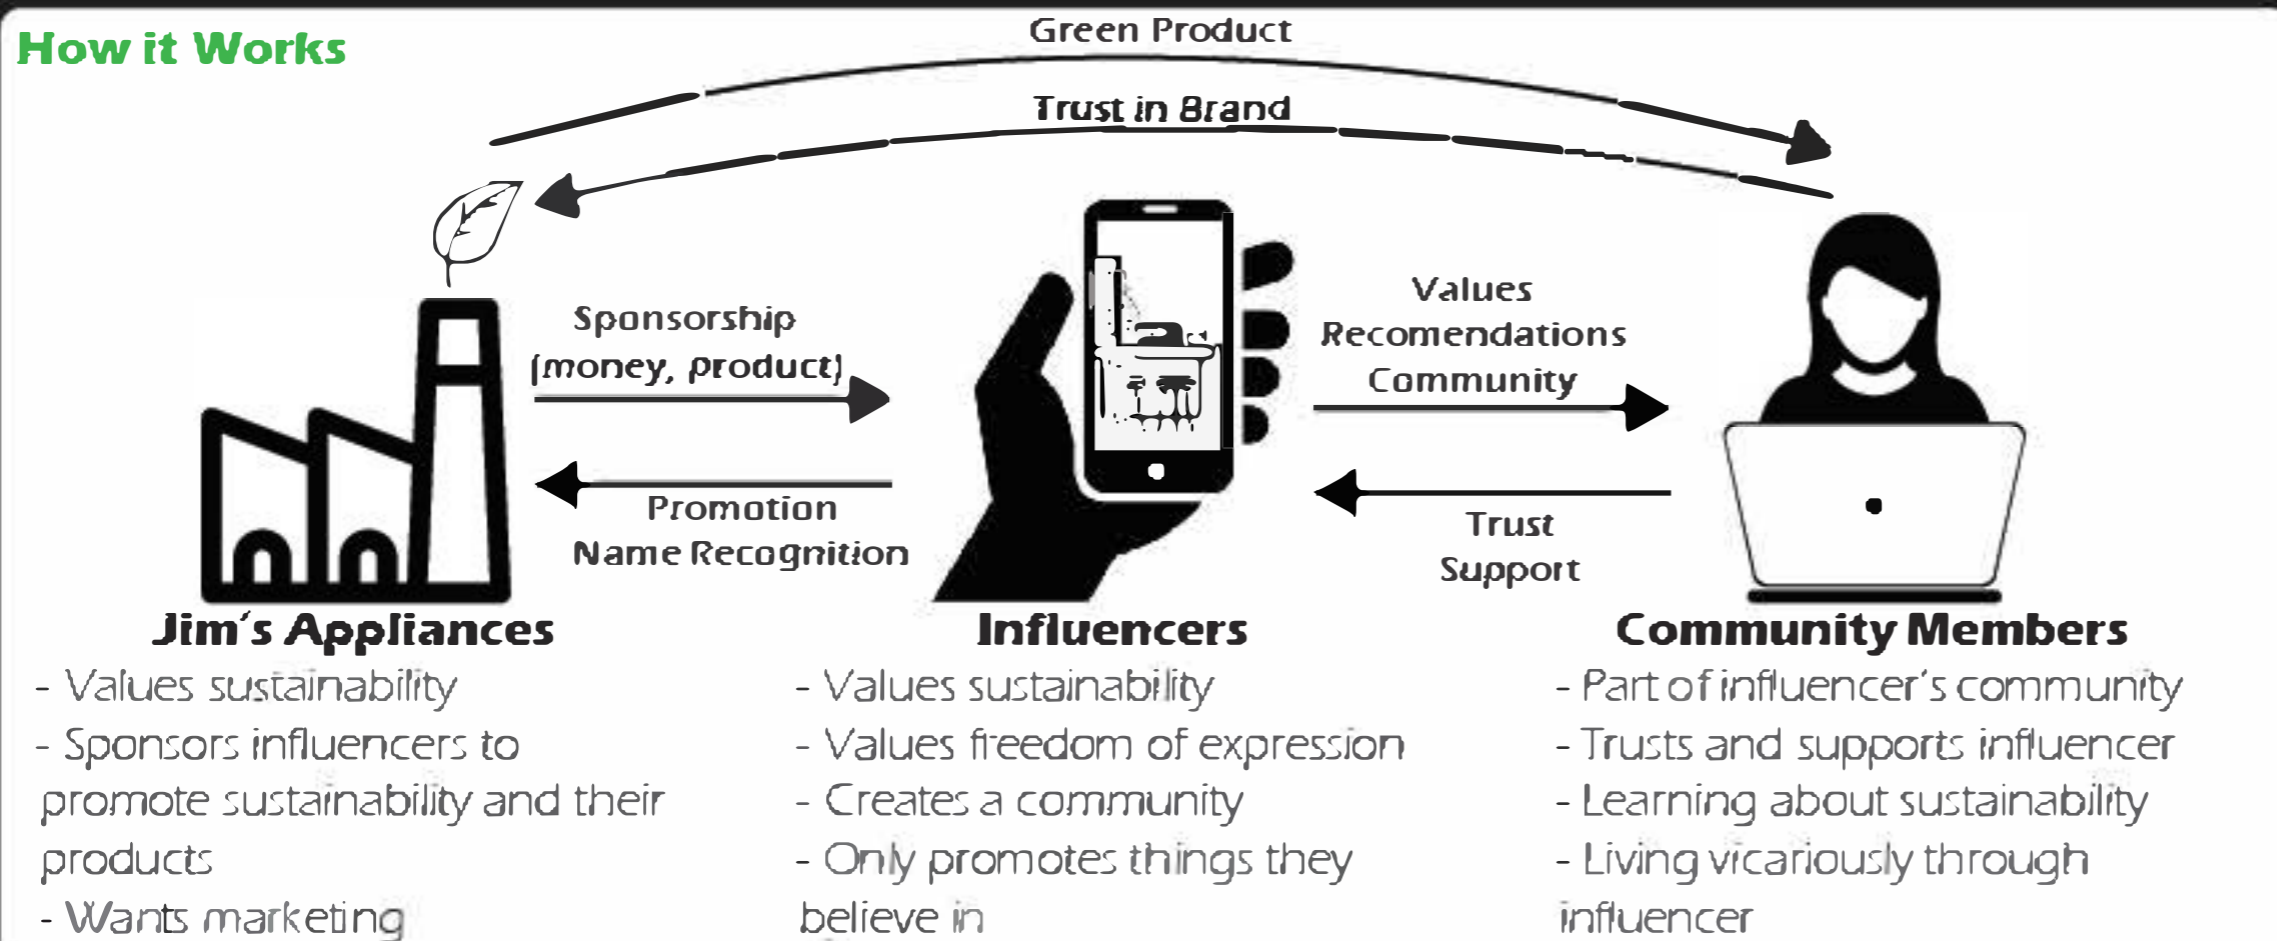 How it Works
Green Product
Trust in Brand
Sponsorship
(money, product)
Promotion
Name Recognition
Values
Recomendations
Community
Trust
Support
Jim's Appliances
- Values sustainability
- Sponsors influencers to
promote sustainability and their
products
- Wants marketing
Influencers
- Values sustainability
- Values freedom of expression
- Creates a community
- Only promotes things they
believe in
Community Members
- Part of influencer's community
- Trusts and supports influencer
- Learning about sustainability
- Living vicariously through
influencer